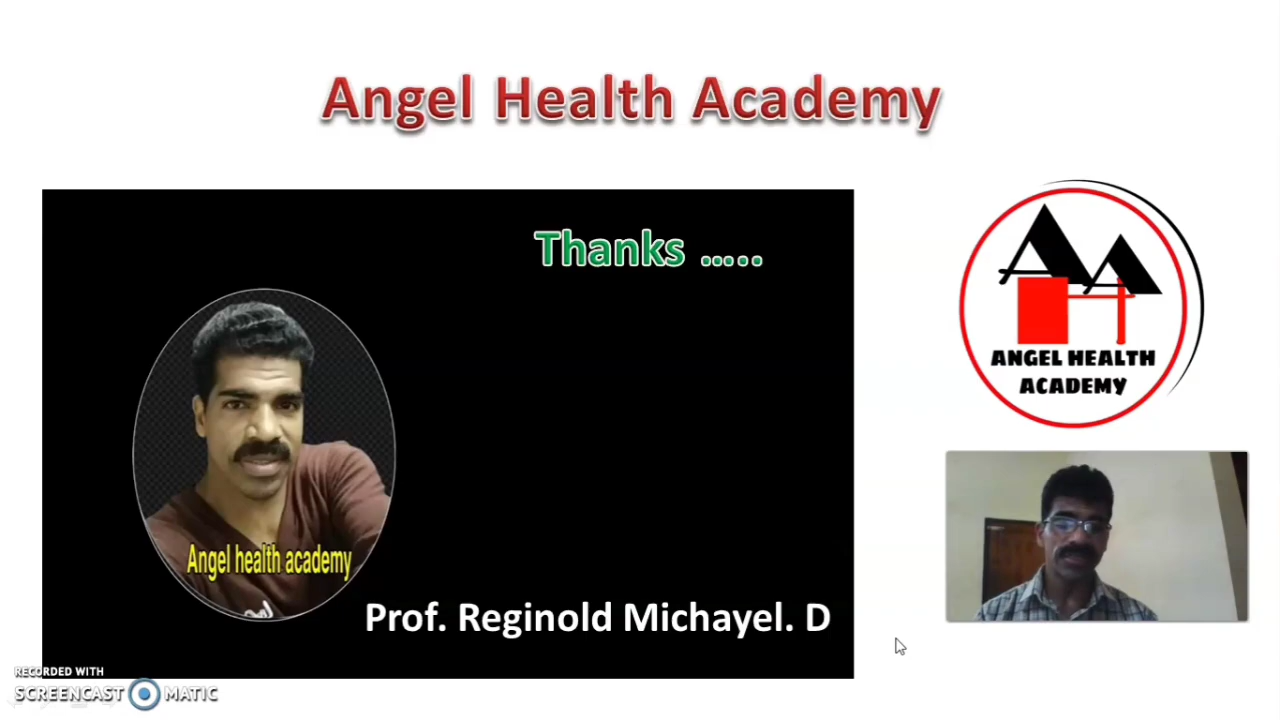 Angel Health Academy
Thanks .....
Angel health academy
Prof. Reginold Michayel. D
ANGEL HEALTH
ACADEMY
RECORDED WITH
SCREENCAST MATIC